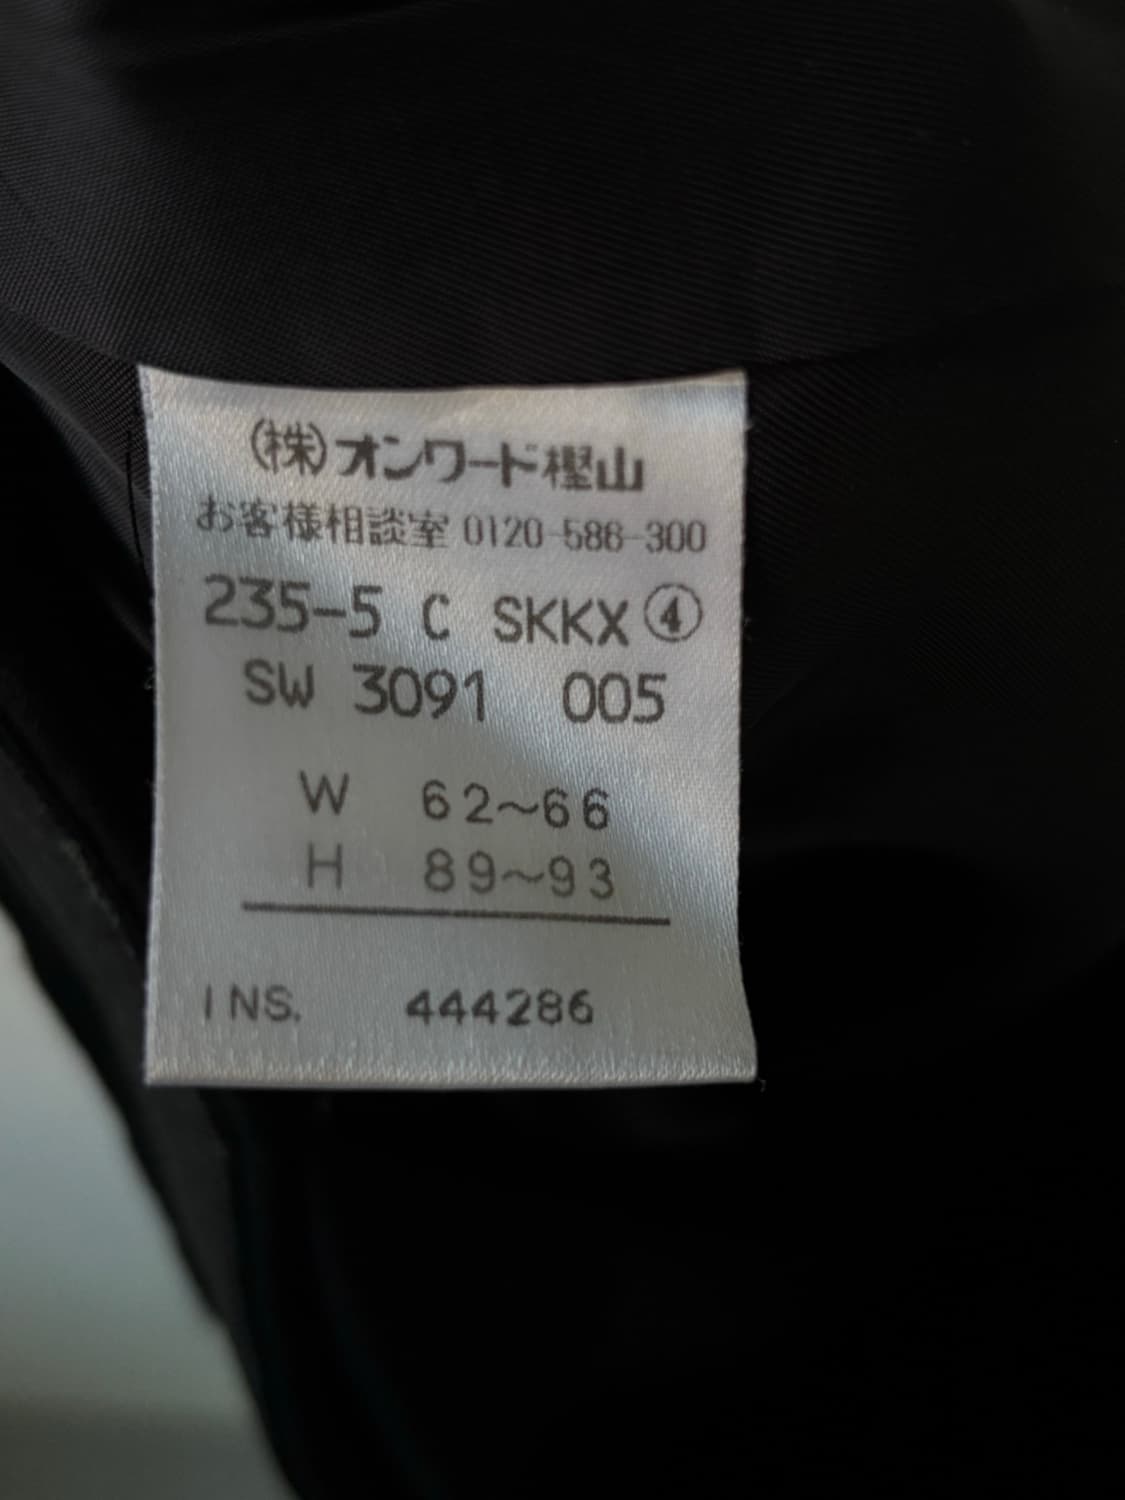 (株)オンワード樫山
お客様相談室 0120-586-300
235-5 C SKKX ④
SW 3091 005
W 62~66
H 89~93
INS. 444286